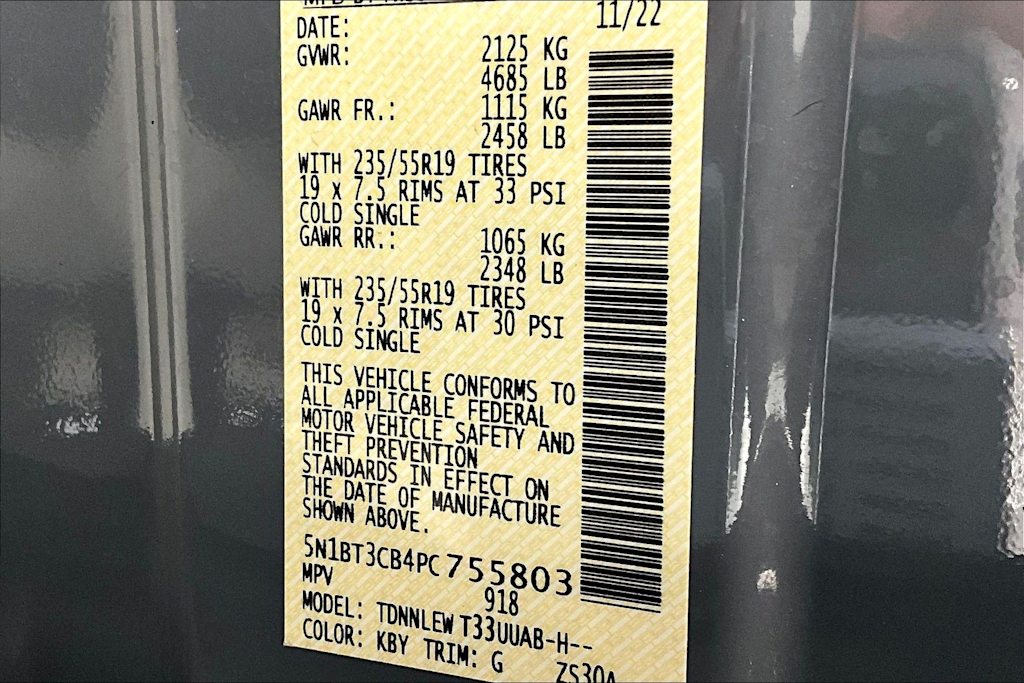 DATE: 11/22
GVWR: 2125 KG
4685 LB
GAWR FR.: 1115 KG
2458 LB
WITH 235/55R19 TIRES
19 x 7.5 RIMS AT 33 PSI
COLD SINGLE
GAWR RR.: 1065 KG
2348 LB
WITH 235/55R19 TIRES
19 x 7.5 RIMS AT 30 PSI
COLD SINGLE
THIS VEHICLE CONFORMS TO
ALL APPLICABLE FEDERAL
MOTOR VEHICLE SAFETY AND
THEFT PREVENTION
STANDARDS IN EFFECT ON
THE DATE OF MANUFACTURE
SHOWN ABOVE.
5N1BT3CB4PC755803
MPV 918
MODEL: TDNNLEWT33UUAB-H--
COLOR: KBY TRIM: G ZS30A